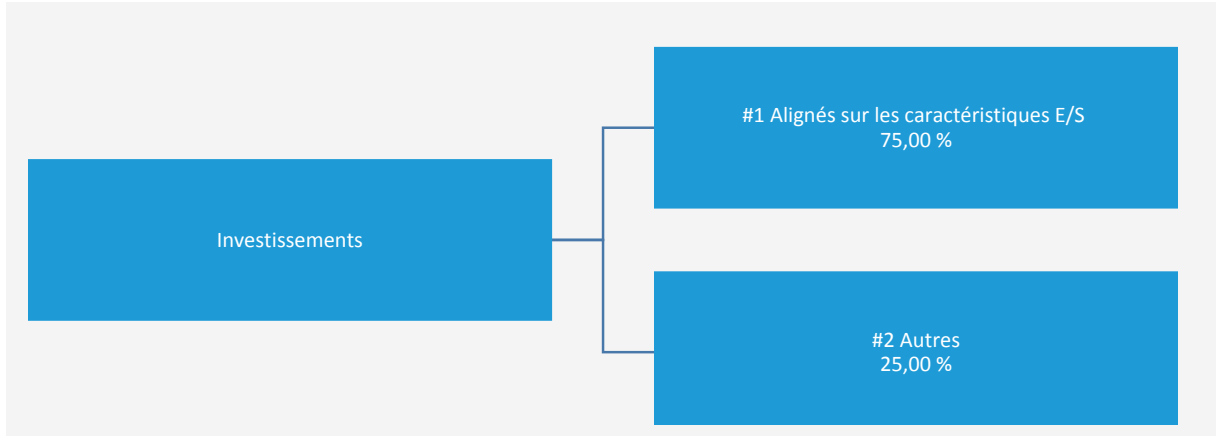 Investissements
#1 Alignés sur les caractéristiques E/S
75,00 %
#2 Autres
25,00 %